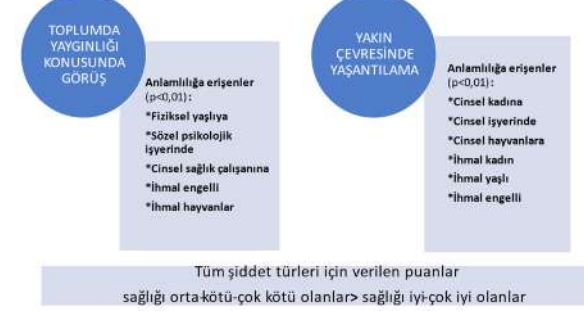 TOPLUMDA
YAYGINLIĞI
KONUSUNDA
GÖRÜŞ
Anlamlılığa erişenler
(p<0,01):
*Fiziksel yaşlıya
*Sözel psikolojik
işyerinde
*Cinsel sağlık çalışanına
*İhmal engelli
*İhmal hayvanlar
YAKIN
ÇEVRESİNDE
YAŞANTILAMA
Anlamlılığa erişenler
(p<0,01):
*Cinsel kadına
*Cinsel işyerinde
*Cinsel hayvanlara
*İhmal kadın
*İhmal yaşlı
*İhmal engelli
Tüm şiddet türleri için verilen puanlar
sağlığı orta-kötü-çok kötü olanlar> sağlığı iyi-çok iyi olanlar